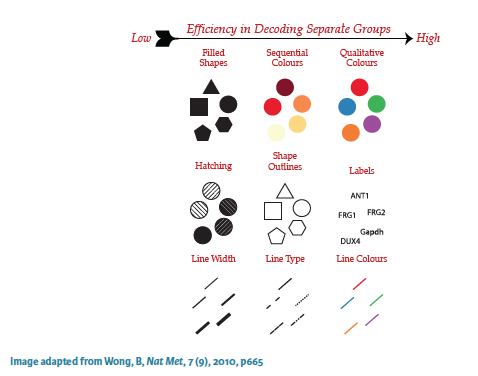 Efficiency in Decoding Separate Groups
Low
High
Filled
Shapes
Sequential
Colours
Qualitative
Colours
Hatching
Shape
Outlines
Labels
ANT1
FRG1
FRG2
Gapdh
DUX4
Line Width
Line Type
Line Colours
Image adapted from Wong, B, Nat Met, 7 (9), 2010, p665